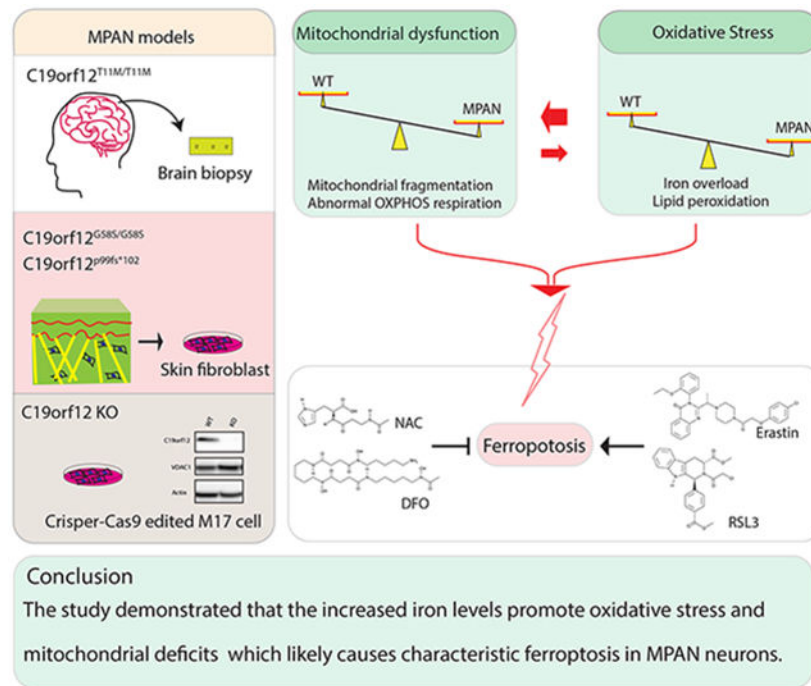 MPAN models
C19orf12T11M/T11M
Brain biopsy
C19orf12G58S/G58S
C19orf12p99fs*102
Skin fibroblast
C19orf12 KO
WT KO
C19orf12
VDAC1
Actin
Crisper-Cas9 edited M17 cell
Mitochondrial dysfunction
WT
MPAN
Mitochondrial fragmentation
Abnormal OXPHOS respiration
Oxidative Stress
WT
MPAN
Iron overload
Lipid peroxidation
NAC
DFO
Ferropotosis
Erastin
RSL3
Conclusion
The study demonstrated that the increased iron levels promote oxidative stress and
mitochondrial deficits which likely causes characteristic ferroptosis in MPAN neurons.